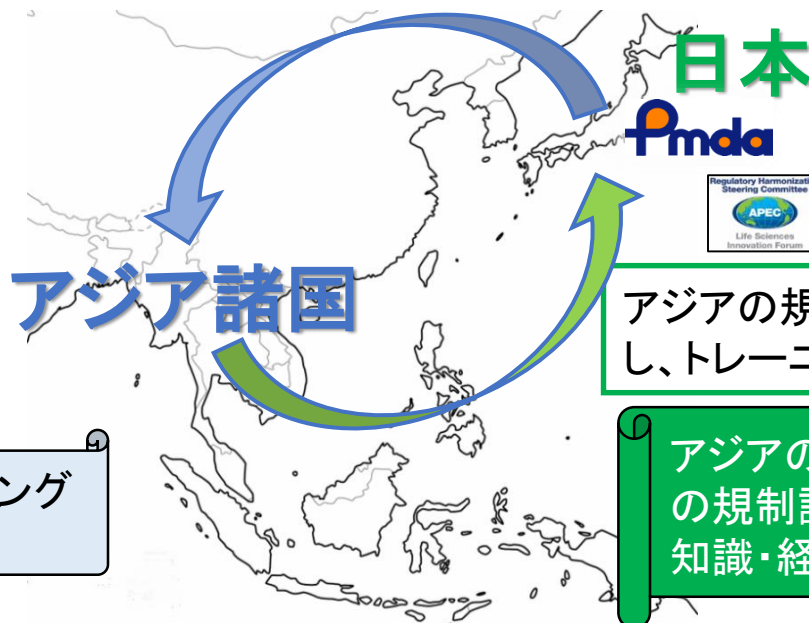 日本
Pmda
Regulatory Harmonizati
Steering Committee
APEC
Life Sciences
Innovation Forum
アジア諸国
アジアの規
し、トレーニ
ング
アジアの
の規制
知識・経